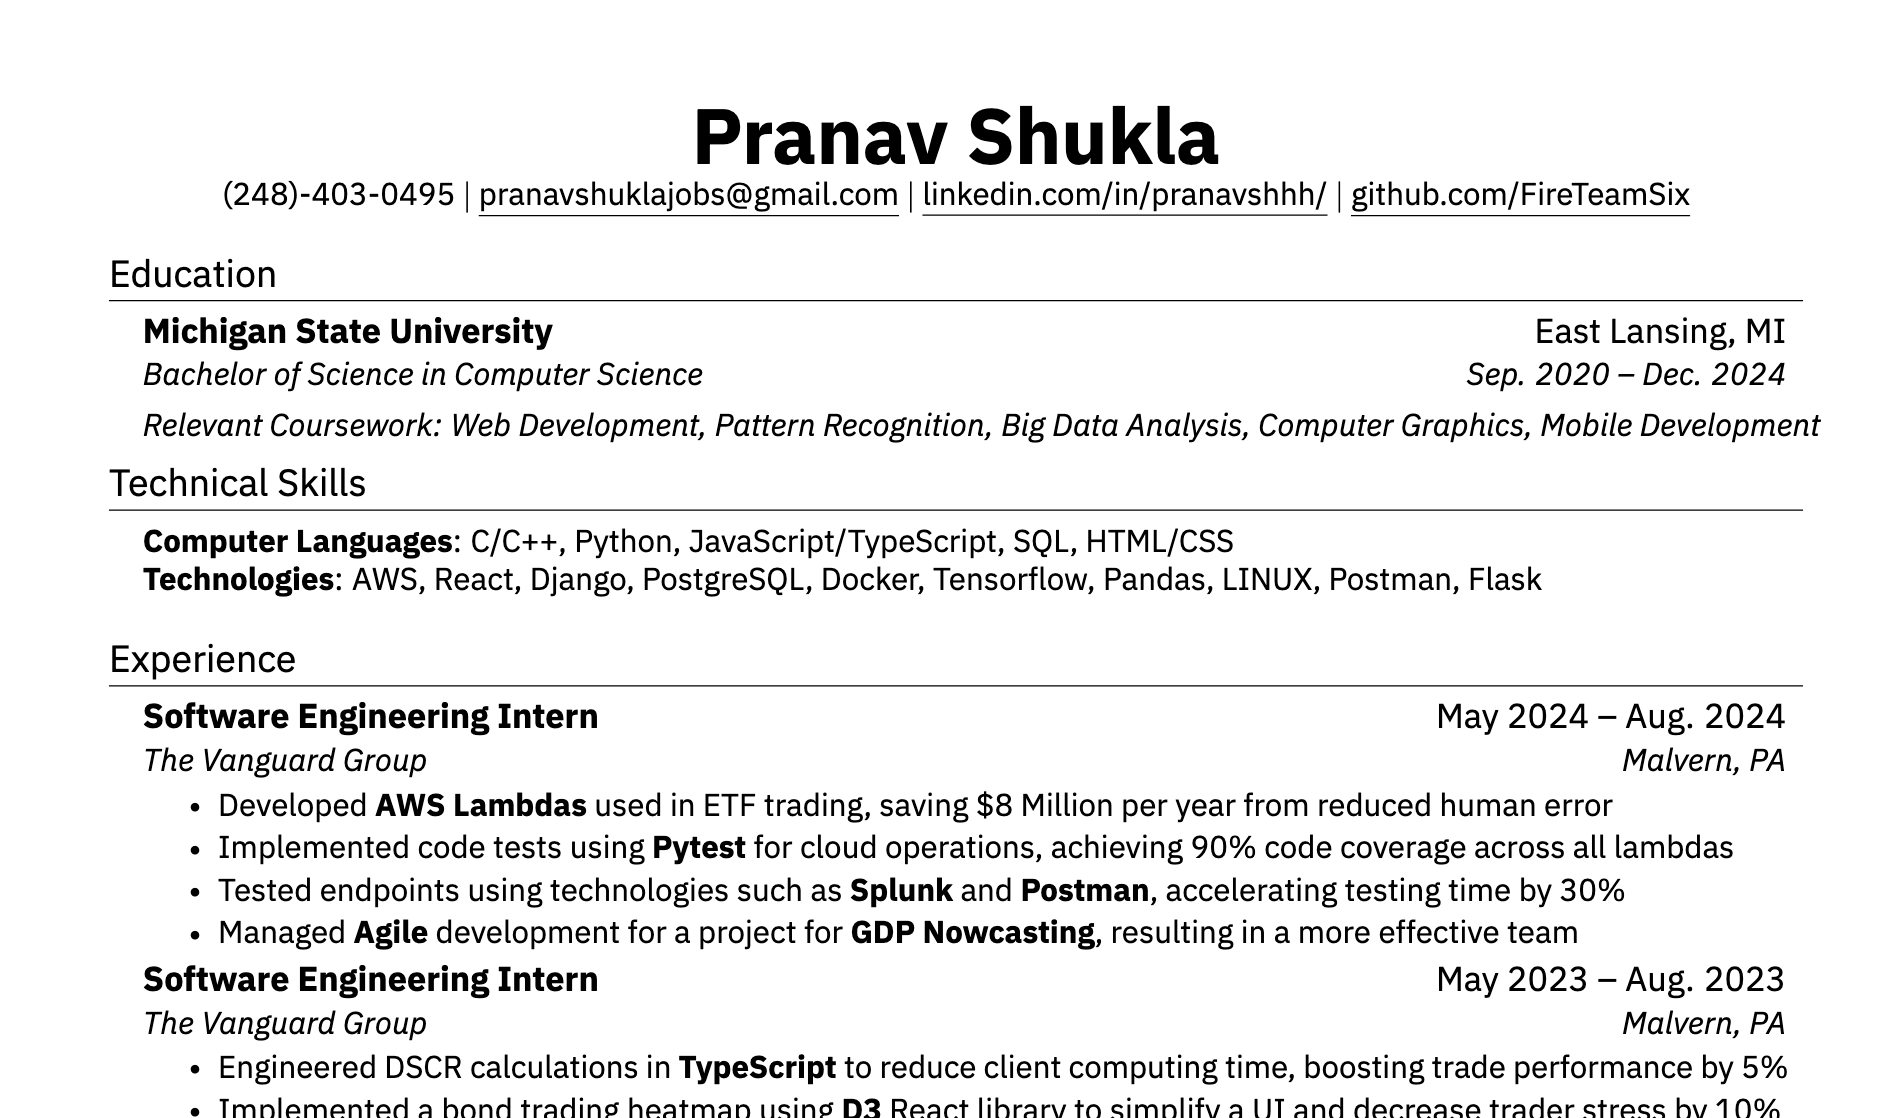 Pranav Shukla
(248)-403-0495 | pranavshuklajobs@gmail.com | linkedin.com/in/pranavshhh/ | github.com/FireTeamSix
Education
Michigan State University East Lansing, MI
Bachelor of Science in Computer Science Sep. 2020 – Dec. 2024
Relevant Coursework: Web Development, Pattern Recognition, Big Data Analysis, Computer Graphics, Mobile Development
Technical Skills
Computer Languages: C/C++, Python, JavaScript/TypeScript, SQL, HTML/CSS
Technologies: AWS, React, Django, PostgreSQL, Docker, Tensorflow, Pandas, LINUX, Postman, Flask
Experience
Software Engineering Intern May 2024 – Aug. 2024
The Vanguard Group Malvern, PA
• Developed AWS Lambdas used in ETF trading, saving $8 Million per year from reduced human error
• Implemented code tests using Pytest for cloud operations, achieving 90% code coverage across all lambdas
• Tested endpoints using technologies such as Splunk and Postman, accelerating testing time by 30%
• Managed Agile development for a project for GDP Nowcasting, resulting in a more effective team
Software Engineering Intern May 2023 – Aug. 2023
The Vanguard Group Malvern, PA
• Engineered DSCR calculations in TypeScript to reduce client computing time, boosting trade performance by 5%
• Implemented a bond trading heatmap using D3 React library to simplify a UI and decrease trader stress by 10%